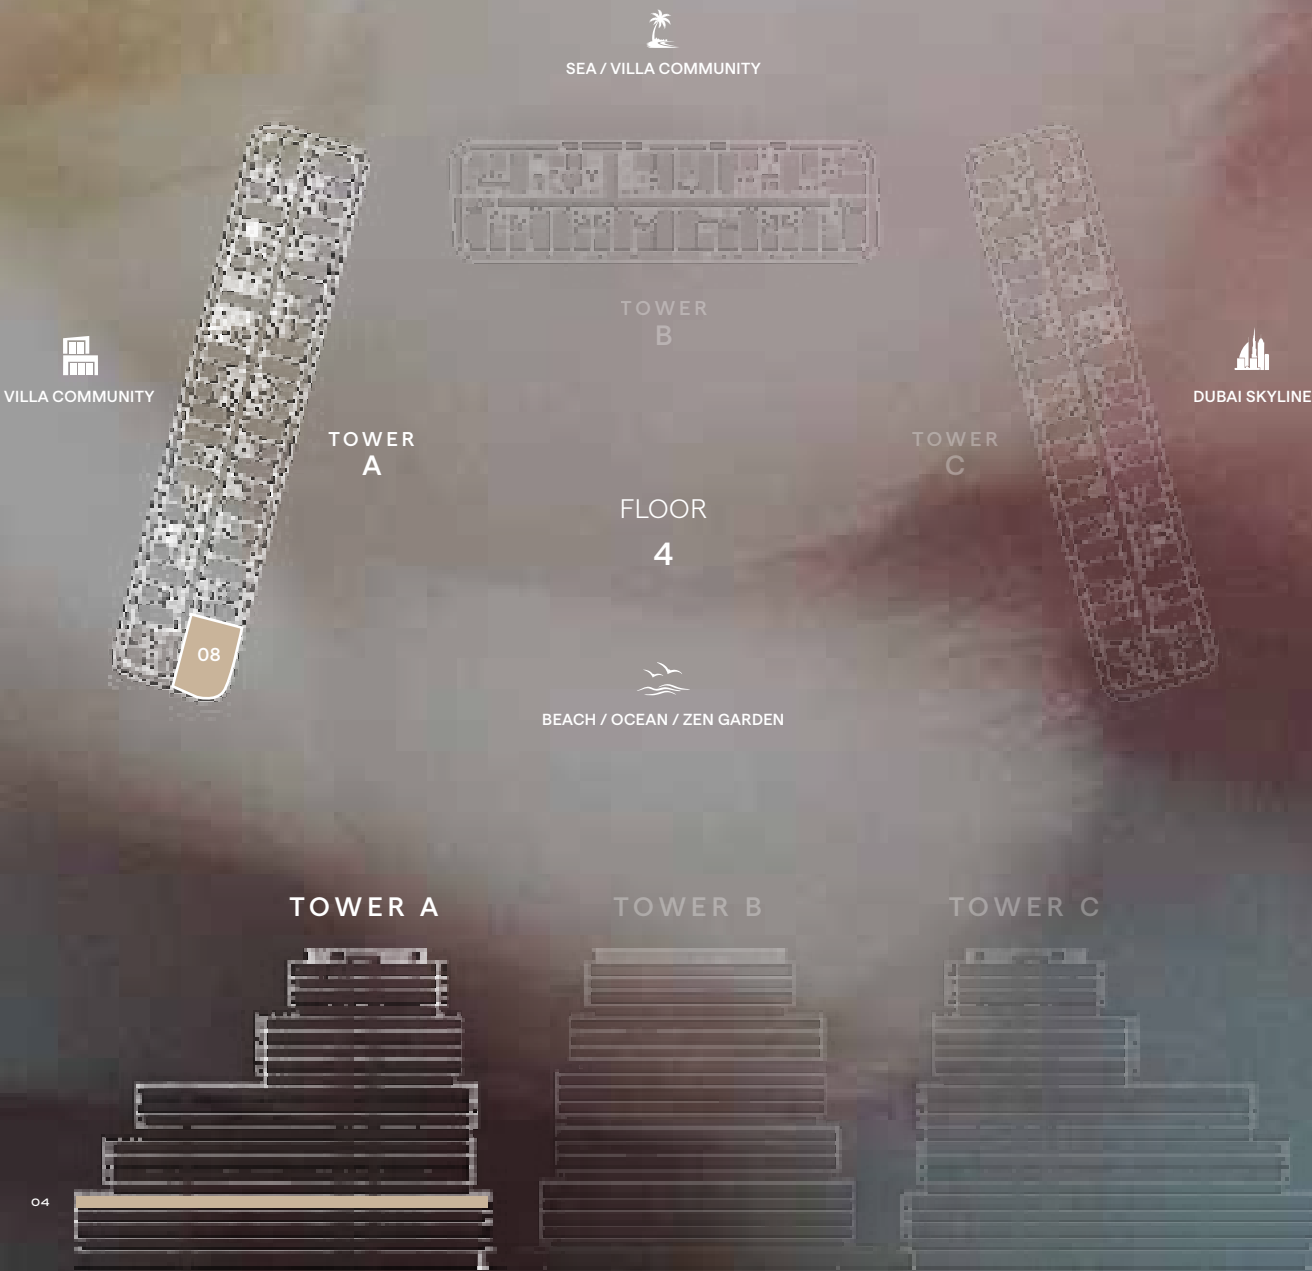 SEA / VILLA COMMUNITY
TOWER
B
VILLA COMMUNITY
DUBAI SKYLINE
TOWER
A
TOWER
C
FLOOR
4
08
BEACH / OCEAN / ZEN GARDEN
TOWER A
TOWER B
TOWER C
04